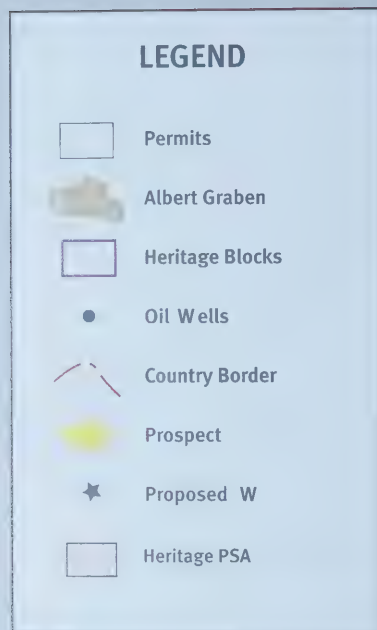 LEGEND
Permits
Albert Graben
Heritage Blocks
Oil Wells
Country Border
Prospect
Proposed W
Heritage PSA